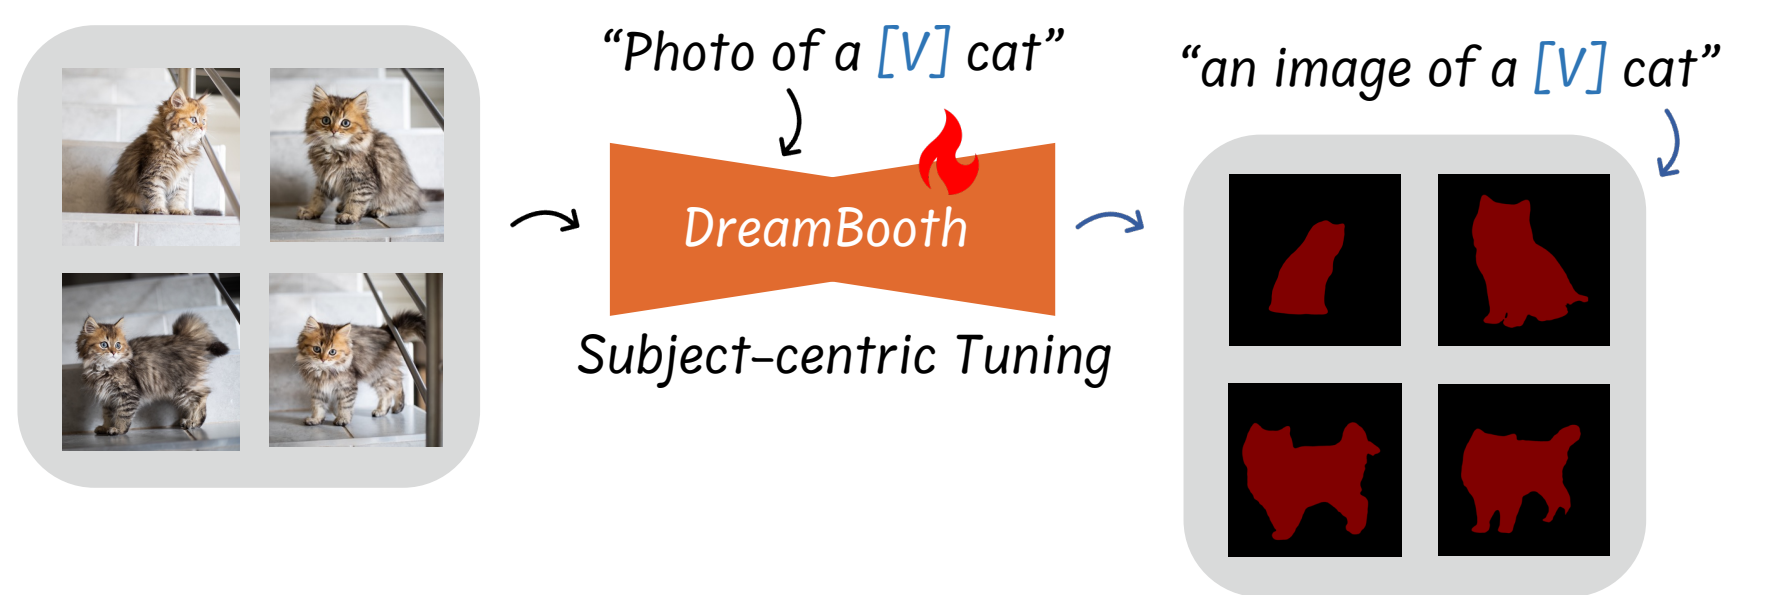 “Photo of a [V] cat”
“an image of a [V] cat”
DreamBooth
Subject-centric Tuning